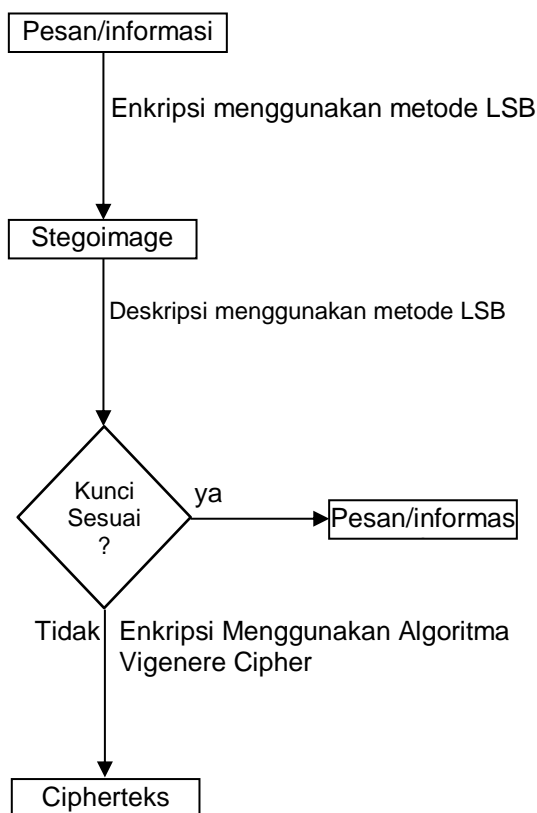 Pesan/informasi
Enkripsi menggunakan metode LSB
Stegoimage
Deskripsi menggunakan metode LSB
Kunci
Sesuai
?
ya
Pesan/informas
Tidak
Enkripsi Menggunakan Algoritma
Vigenere Cipher
Cipherteks